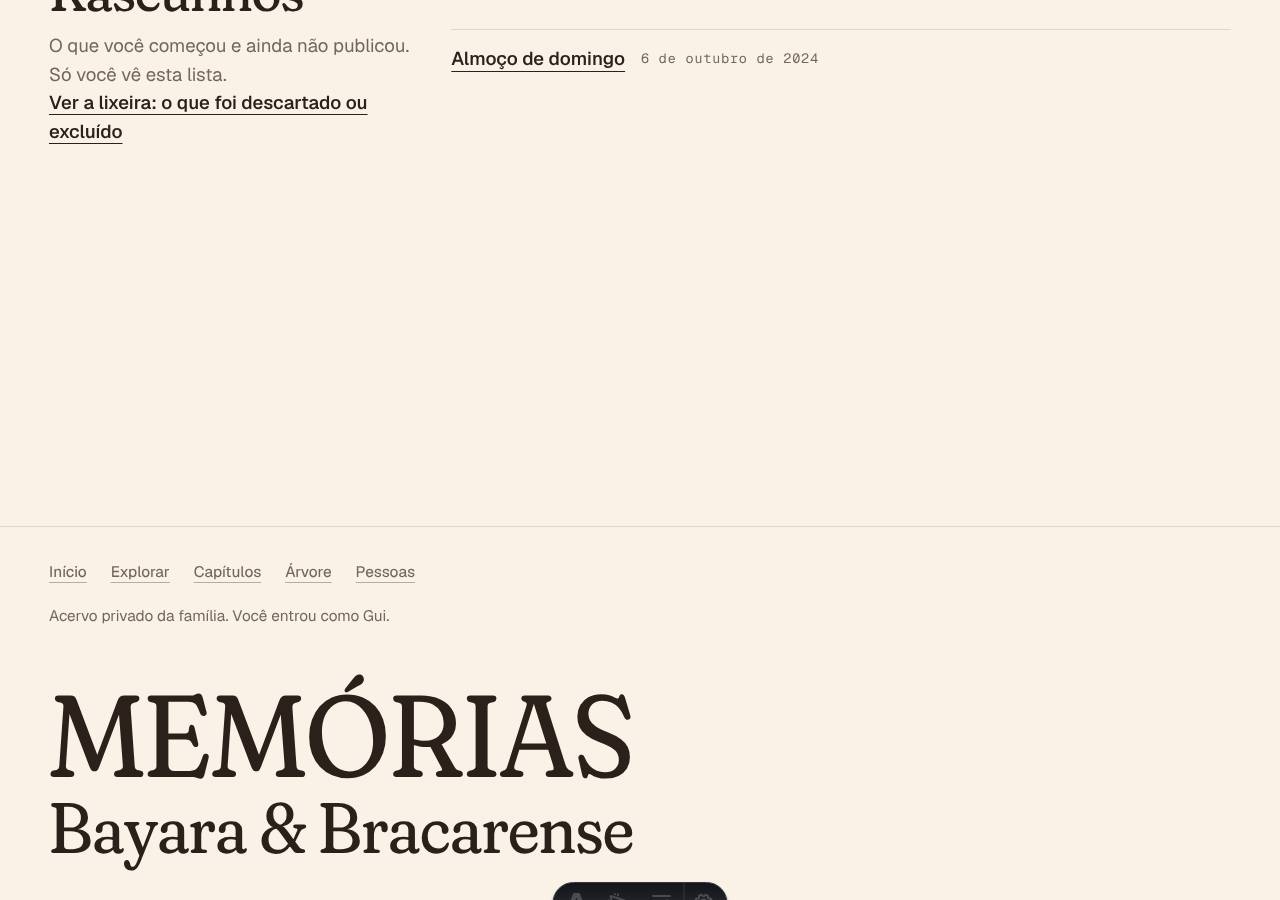 Rascunhos
O que você começou e ainda não publicou.
Só você vê esta lista.
Ver a lixeira: o que foi descartado ou
excluído
Almoço de domingo 6 de outubro de 2024
Início Explorar Capítulos Árvore Pessoas
Acervo privado da família. Você entrou como Gui.
MEMÓRIAS
Bayara & Bracarense